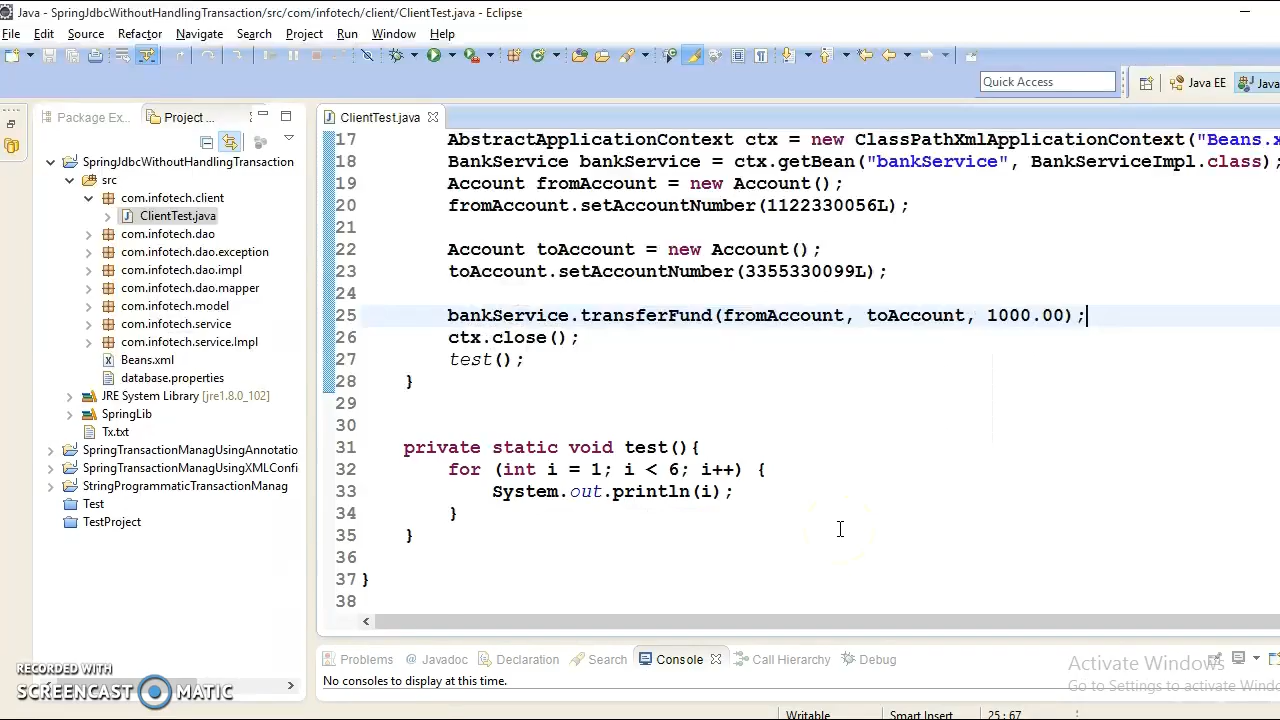 Java - SpringJdbcWithoutHandlingTransaction/src/com/infotech/client/ClientTest.java - Eclipse
File Edit Source Refactor Navigate Search Project Run Window Help
Quick Access
Java EE
Java
Package Ex...
Project ...
ClientTest.java
SpringJdbcWithoutHandlingTransaction
src
com.infotech.client
ClientTest.java
com.infotech.dao
com.infotech.dao.exception
com.infotech.dao.impl
com.infotech.dao.mapper
com.infotech.model
com.infotech.service
com.infotech.service.Impl
Beans.xml
database.properties
JRE System Library [jre1.8.0_102]
SpringLib
Tx.txt
SpringTransactionManagUsingAnnotatio
SpringTransactionManagUsingXMLConfi
StringProgrammaticTransactionManag
Test
TestProject
17 AbstractApplicationContext ctx = new ClassPathXmlApplicationContext("Beans.x
18 BankService bankService = ctx.getBean("bankService", BankServiceImpl.class);
19 Account fromAccount = new Account();
20 fromAccount.setAccountNumber(1122330056L);
21
22 Account toAccount = new Account();
23 toAccount.setAccountNumber(3355330099L);
24
25 bankService.transferFund(fromAccount, toAccount, 1000.00);
26 ctx.close();
27 test();
28 }
29
30
31 private static void test(){
32 for (int i = 1; i < 6; i++) {
33 System.out.println(i);
34 }
35 }
36
37 }
38
Problems Javadoc Declaration Search Console Call Hierarchy Debug
No consoles to display at this time.
Activate Windows
Go to Settings to activate Win
RECORDED WITH
SCREENCAST MATIC
Writable Smart Insert 25 : 67